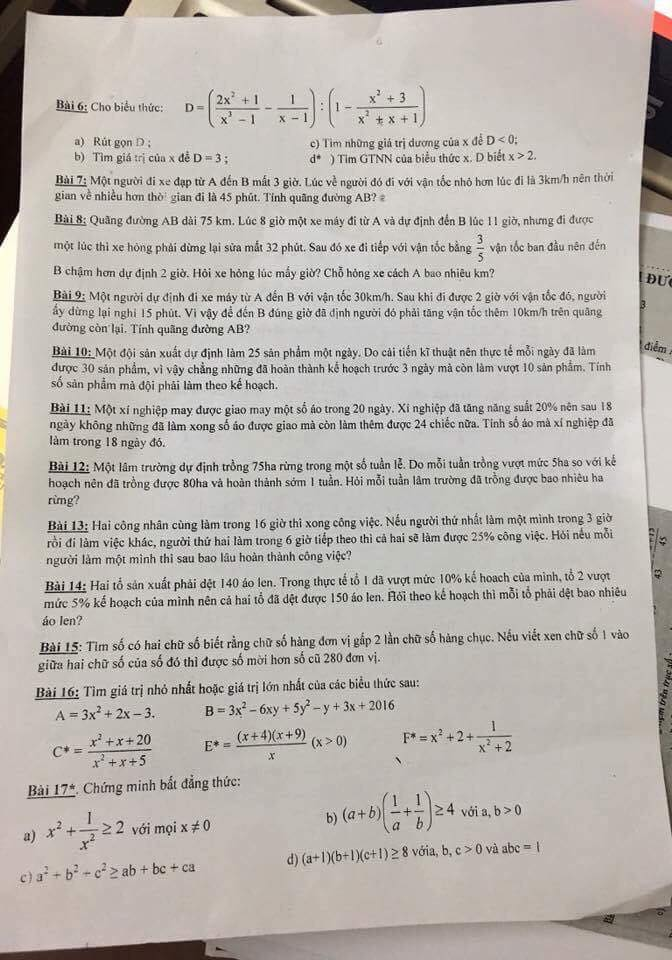 Bài 6: Cho biểu thức: D = ( (2x² + 1)/(x³ − 1) − 1/(x − 1) ) : ( 1 − (x² + 3)/(x² + x + 1) )
a) Rút gọn D ; c) Tìm những giá trị dương của x để D < 0;
b) Tìm giá trị của x để D = 3 ; d* ) Tìm GTNN của biểu thức x. D biết x > 2.
Bài 7: Một người đi xe đạp từ A đến B mất 3 giờ. Lúc về người đó đi với vận tốc nhỏ hơn lúc đi là 3km/h nên thời
gian về nhiều hơn thời gian đi là 45 phút. Tính quãng đường AB?
Bài 8: Quãng đường AB dài 75 km. Lúc 8 giờ một xe máy đi từ A và dự định đến B lúc 11 giờ, nhưng đi được
một lúc thì xe hỏng phải dừng lại sửa mất 32 phút. Sau đó xe đi tiếp với vận tốc bằng 3/5 vận tốc ban đầu nên đến
B chậm hơn dự định 2 giờ. Hỏi xe hỏng lúc mấy giờ? Chỗ hỏng xe cách A bao nhiêu km?
Bài 9: Một người dự định đi xe máy từ A đến B với vận tốc 30km/h. Sau khi đi được 2 giờ với vận tốc đó, người
ấy dừng lại nghỉ 15 phút. Vì vậy để đến B đúng giờ đã định người đó phải tăng vận tốc thêm 10km/h trên quãng
đường còn lại. Tính quãng đường AB?
Bài 10: Một đội sản xuất dự định làm 25 sản phẩm một ngày. Do cải tiến kĩ thuật nên thực tế mỗi ngày đã làm
được 30 sản phẩm, vì vậy chẳng những đã hoàn thành kế hoạch trước 3 ngày mà còn làm vượt 10 sản phẩm. Tính
số sản phẩm mà đội phải làm theo kế hoạch.
Bài 11: Một xí nghiệp may được giao may một số áo trong 20 ngày. Xí nghiệp đã tăng năng suất 20% nên sau 18
ngày không những đã làm xong số áo được giao mà còn làm thêm được 24 chiếc nữa. Tính số áo mà xí nghiệp đã
làm trong 18 ngày đó.
Bài 12: Một lâm trường dự định trồng 75ha rừng trong một số tuần lễ. Do mỗi tuần trồng vượt mức 5ha so với kế
hoạch nên đã trồng được 80ha và hoàn thành sớm 1 tuần. Hỏi mỗi tuần lâm trường đã trồng được bao nhiêu ha
rừng?
Bài 13: Hai công nhân cùng làm trong 16 giờ thì xong công việc. Nếu người thứ nhất làm một mình trong 3 giờ
rồi đi làm việc khác, người thứ hai làm trong 6 giờ tiếp theo thì cả hai sẽ làm được 25% công việc. Hỏi nếu mỗi
người làm một mình thì sau bao lâu hoàn thành công việc?
Bài 14: Hai tổ sản xuất phải dệt 140 áo len. Trong thực tế tổ 1 đã vượt mức 10% kế hoạch của mình, tổ 2 vượt
mức 5% kế hoạch của mình nên cả hai tổ đã dệt được 150 áo len. Hỏi theo kế hoạch thì mỗi tổ phải dệt bao nhiêu
áo len?
Bài 15: Tìm số có hai chữ số biết rằng chữ số hàng đơn vị gấp 2 lần chữ số hàng chục. Nếu viết xen chữ số 1 vào
giữa hai chữ số của số đó thì được số mới hơn số cũ 280 đơn vị.
Bài 16: Tìm giá trị nhỏ nhất hoặc giá trị lớn nhất của các biểu thức sau:
A = 3x² + 2x − 3. B = 3x² − 6xy + 5y² − y + 3x + 2016
C* = (x² + x + 20)/(x² + x + 5) E* = (x+4)(x+9)/x (x > 0) F* = x² + 2 + 1/(x² + 2)
Bài 17*. Chứng minh bất đẳng thức:
a) x² + 1/x² ≥ 2 với mọi x ≠ 0 b) (a+b)(1/a + 1/b) ≥ 4 với a, b > 0
c) a² + b² + c² ≥ ab + bc + ca d) (a+1)(b+1)(c+1) ≥ 8 vớia, b, c > 0 và abc = 1